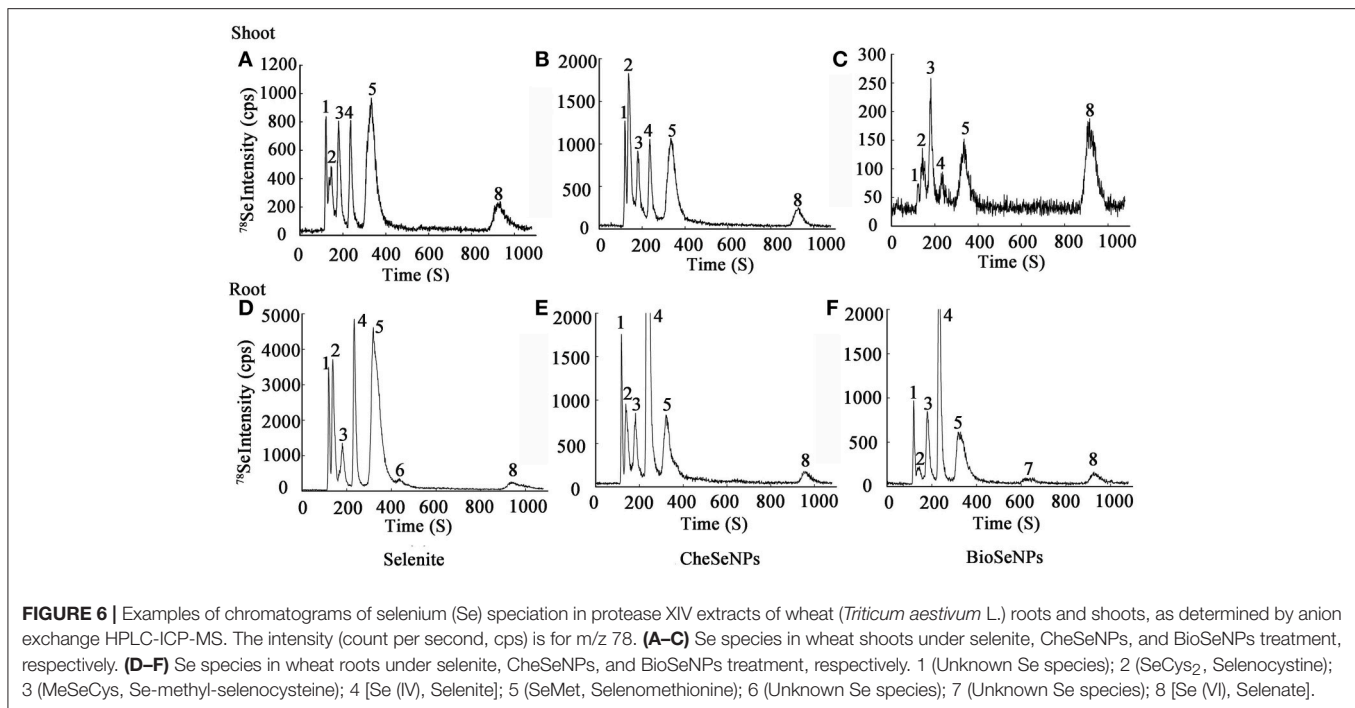 Shoot
A
B
C
1200
1000
800
600
400
200
0
1
2
3
4
5
8
0 200 400 600 800 1000
Time (S)
78SeIntensity (cps)
2000
1500
1000
500
0
1
2
3
4
5
8
0 200 400 600 800 1000
Time (S)
300
250
200
150
100
50
0
1
2
3
4
5
8
0 200 400 600 800 1000
Time (S)
Root
D
E
F
5000
4000
3000
2000
1000
0
1
2
3
4
5
6
8
0 200 400 600 800 1000
Time (S)
78SeIntensity (cps)
2000
1500
1000
500
0
1
2
3
4
5
8
0 200 400 600 800 1000
Time (S)
2000
1500
1000
500
0
1
2
3
4
5
7
8
0 200 400 600 800 1000
Time (S)
Selenite
CheSeNPs
BioSeNPs
FIGURE 6 | Examples of chromatograms of selenium (Se) speciation in protease XIV extracts of wheat (Triticum aestivum L.) roots and shoots, as determined by anion
exchange HPLC-ICP-MS. The intensity (count per second, cps) is for m/z 78. (A–C) Se species in wheat shoots under selenite, CheSeNPs, and BioSeNPs treatment,
respectively. (D–F) Se species in wheat roots under selenite, CheSeNPs, and BioSeNPs treatment, respectively. 1 (Unknown Se species); 2 (SeCys2, Selenocystine);
3 (MeSeCys, Se-methyl-selenocysteine); 4 [Se (IV), Selenite]; 5 (SeMet, Selenomethionine); 6 (Unknown Se species); 7 (Unknown Se species); 8 [Se (VI), Selenate].